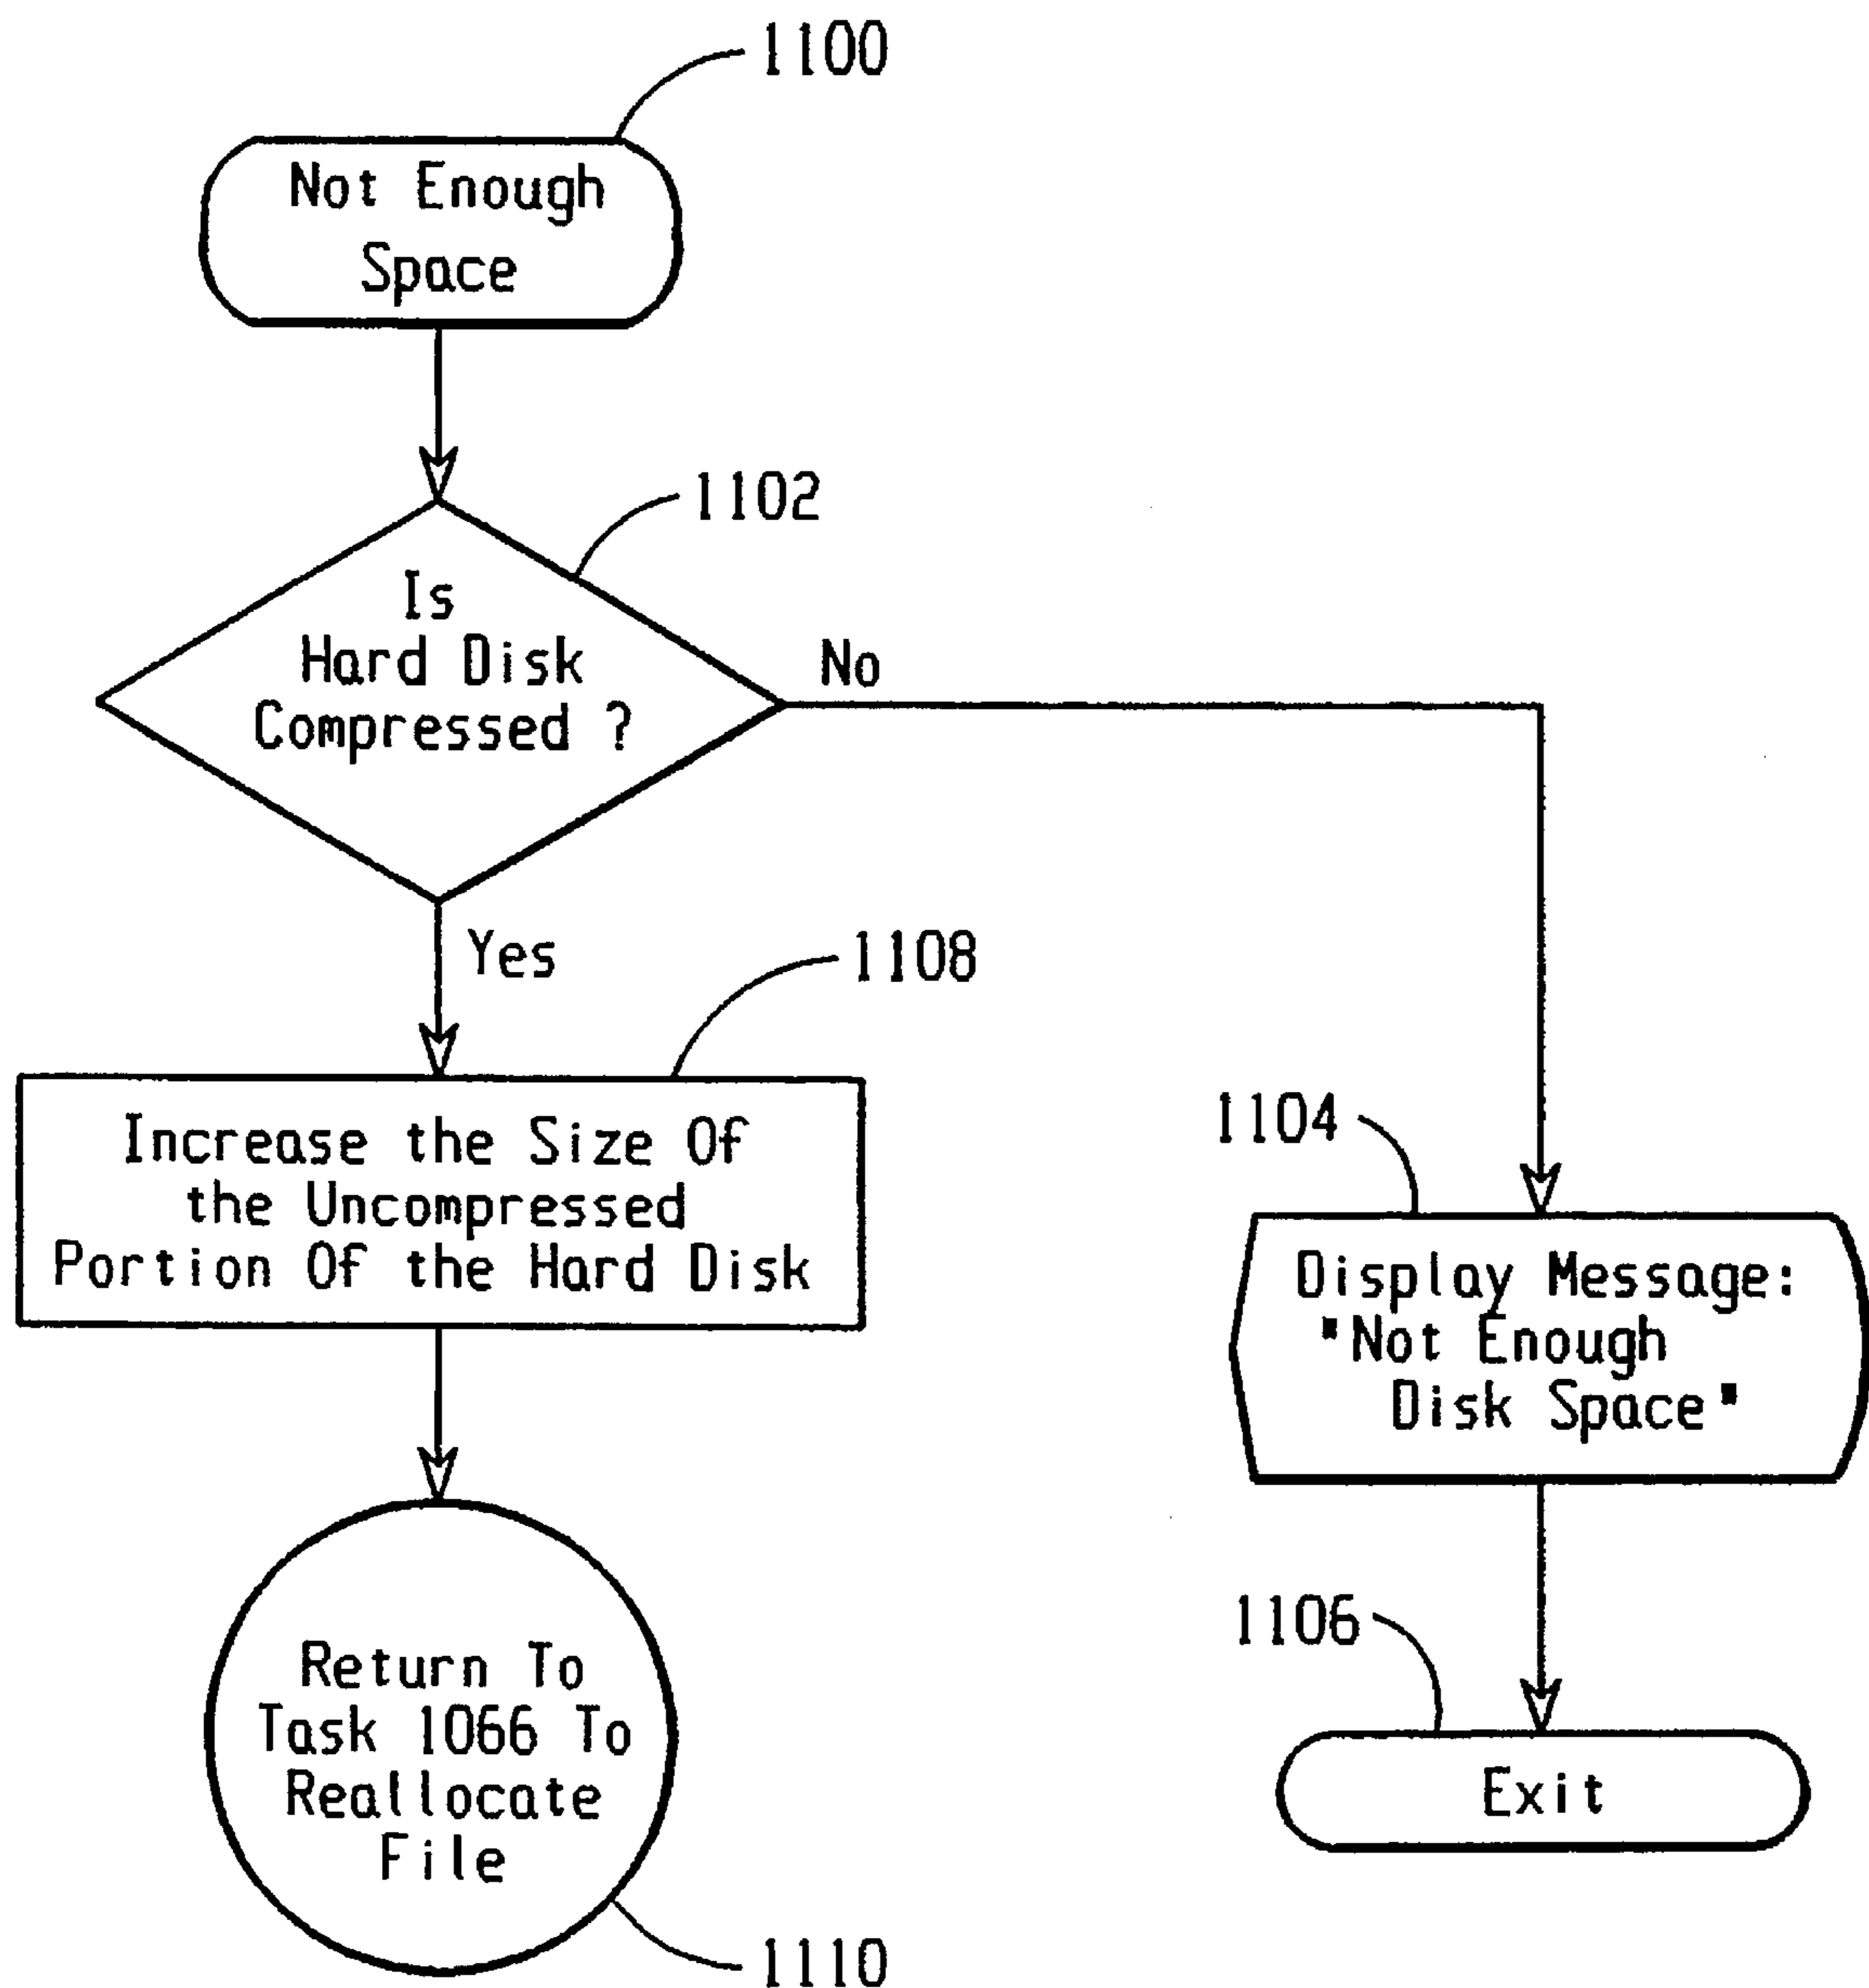 1100
Not Enough
Space
1102
Is
Hard Disk
Compressed ?
No
Yes
1108
Increase the Size Of
the Uncompressed
Portion Of the Hard Disk
1104
Display Message:
"Not Enough
Disk Space"
1106
Exit
Return To
Task 1066 To
Reallocate
File
1110